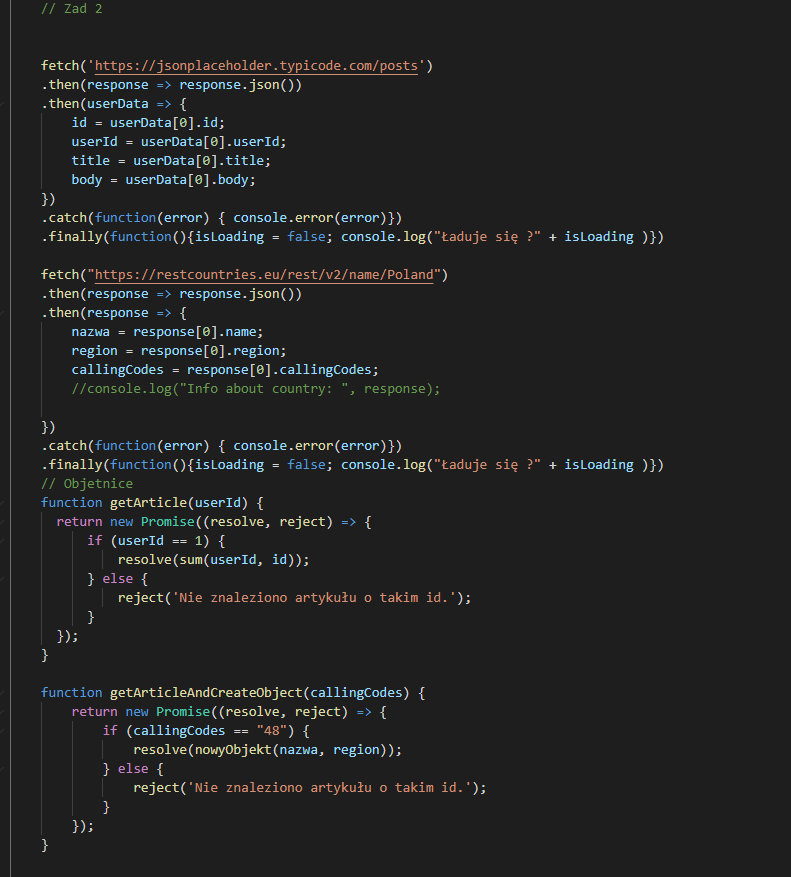 // Zad 2
fetch('https://jsonplaceholder.typicode.com/posts')
.then(response => response.json())
.then(userData => {
id = userData[0].id;
userId = userData[0].userId;
title = userData[0].title;
body = userData[0].body;
})
.catch(function(error) { console.error(error)})
.finally(function(){isLoading = false; console.log("Ładuje się ?" + isLoading )})
fetch("https://restcountries.eu/rest/v2/name/Poland")
.then(response => response.json())
.then(response => {
nazwa = response[0].name;
region = response[0].region;
callingCodes = response[0].callingCodes;
//console.log("Info about country: ", response);
})
.catch(function(error) { console.error(error)})
.finally(function(){isLoading = false; console.log("Ładuje się ?" + isLoading )})
// Objetnice
function getArticle(userId) {
return new Promise((resolve, reject) => {
if (userId == 1) {
resolve(sum(userId, id));
} else {
reject('Nie znaleziono artykułu o takim id.');
}
});
}
function getArticleAndCreateObject(callingCodes) {
return new Promise((resolve, reject) => {
if (callingCodes == "48") {
resolve(nowyObjekt(nazwa, region));
} else {
reject('Nie znaleziono artykułu o takim id.');
}
});
}